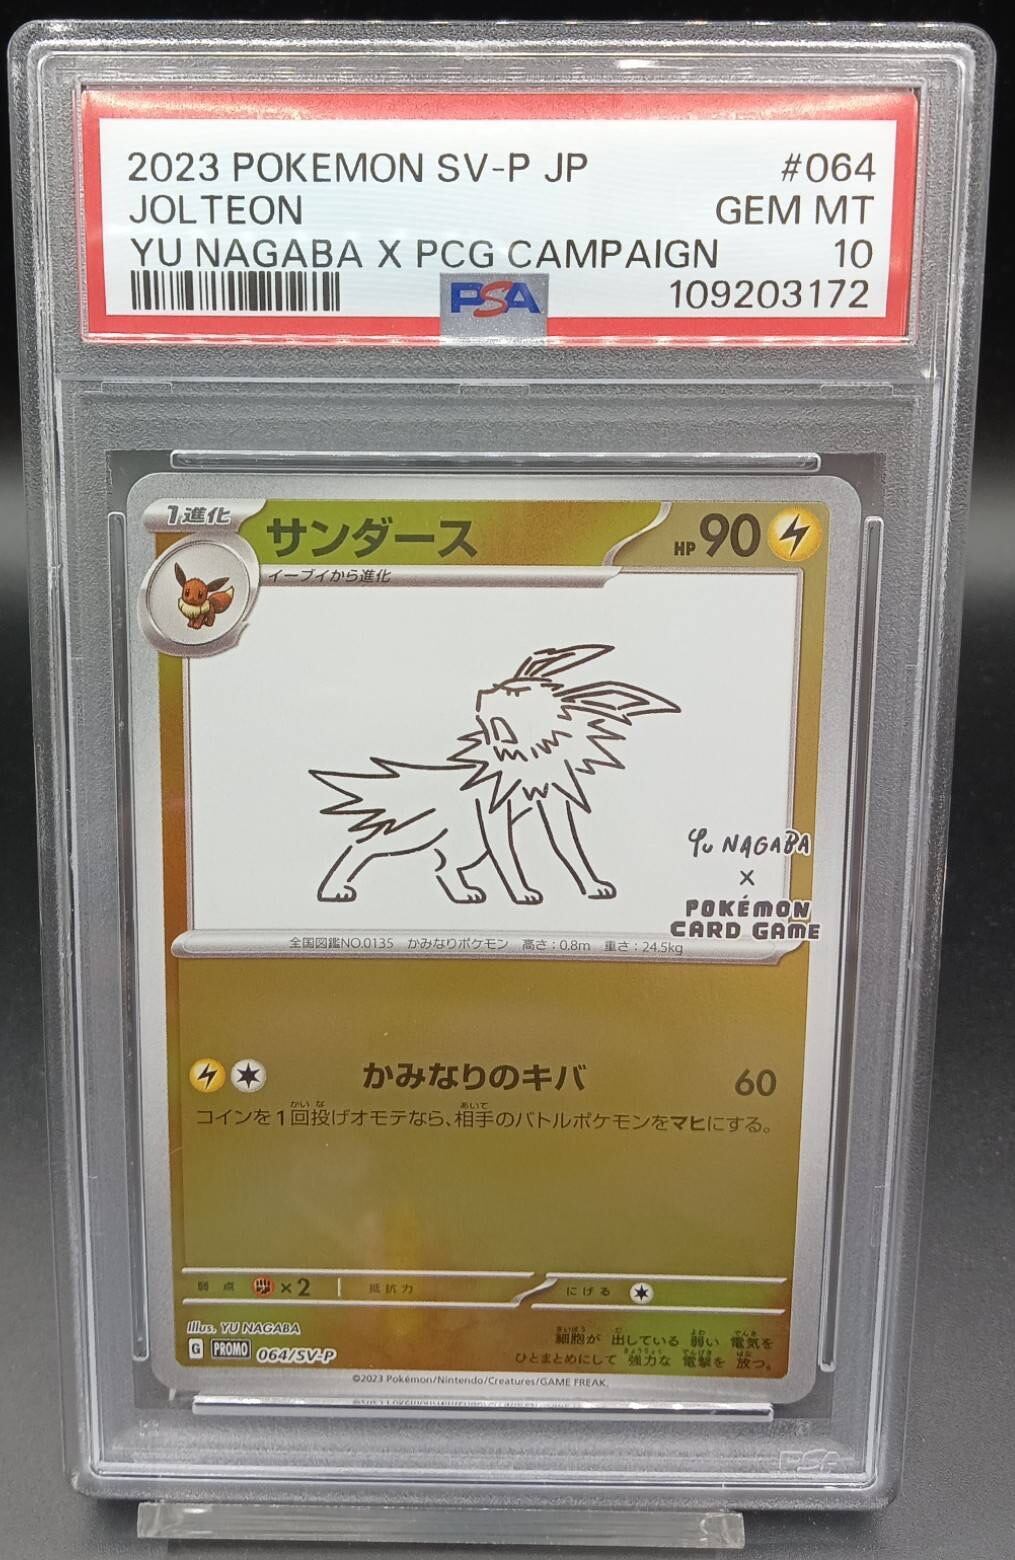 2023 POKEMON SV-P JP #064
JOLTEON GEM MT
YU NAGABA X PCG CAMPAIGN 10
PSA 109203172
1進化
サンダース
HP 90
イーブイから進化
Yu NAGABA
×
POKÉMON
CARD GAME
全国図鑑NO.0135 かみなりポケモン 高さ:0.8m 重さ:24.5kg
かみなりのキバ 60
コインを1回投げオモテなら、相手のバトルポケモンをマヒにする。
弱点 ×2 抵抗力 にげる
Illus. YU NAGABA
G PROMO 064/SV-P
細胞が 出している 弱い 電気を
ひとまとめにして 強力な 電撃を 放つ。
©2023 Pokémon/Nintendo/Creatures/GAME FREAK.
PSA